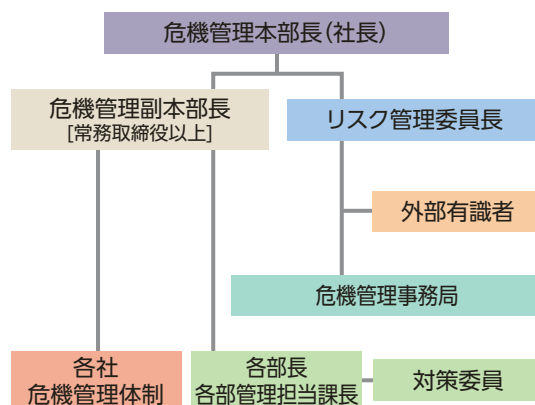 危機管理本部長(社長)
危機管理副本部長
[常務取締役以上]
リスク管理委員長
外部有識者
危機管理事務局
各社
危機管理体制
各部長
各部管理担当課長
対策委員